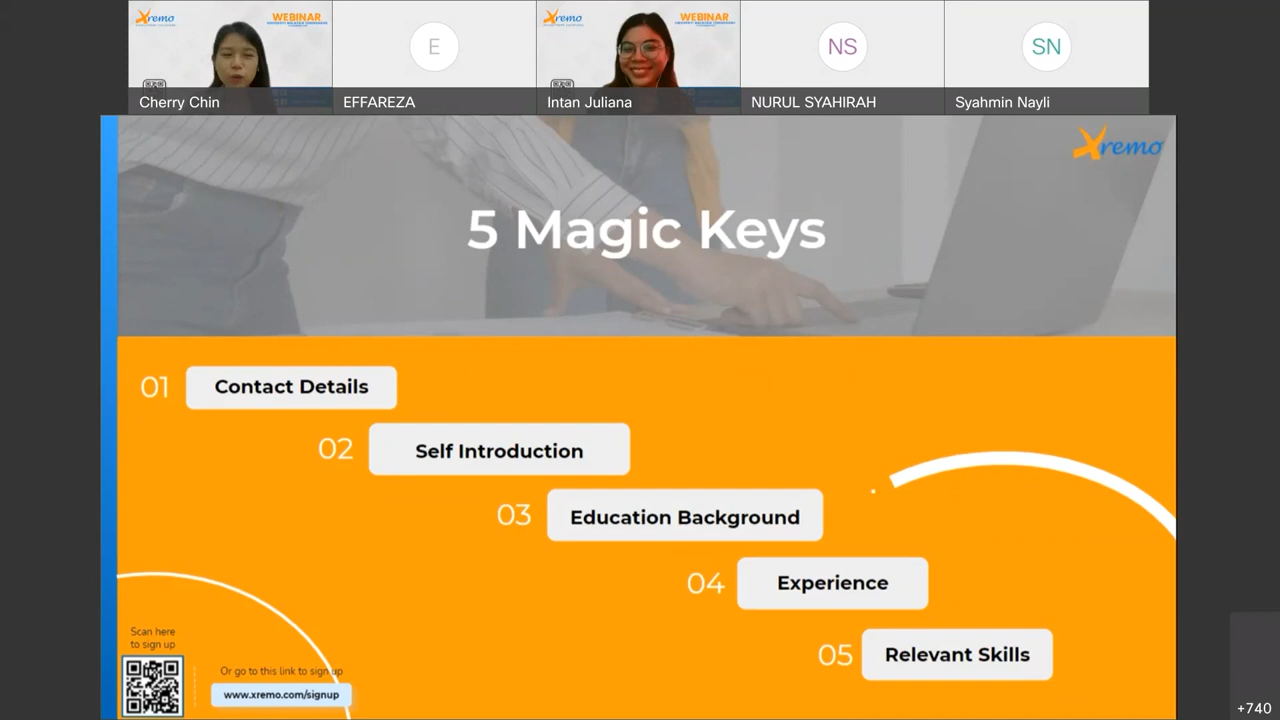 Xremo
WEBINAR
E
Xremo
WEBINAR
NS
SN
Cherry Chin
EFFAREZA
Intan Juliana
NURUL SYAHIRAH
Syahmin Nayli
Xremo
5 Magic Keys
01 Contact Details
02 Self Introduction
03 Education Background
04 Experience
05 Relevant Skills
Scan here
to sign up
Or go to this link to sign up
www.xremo.com/signup
+740